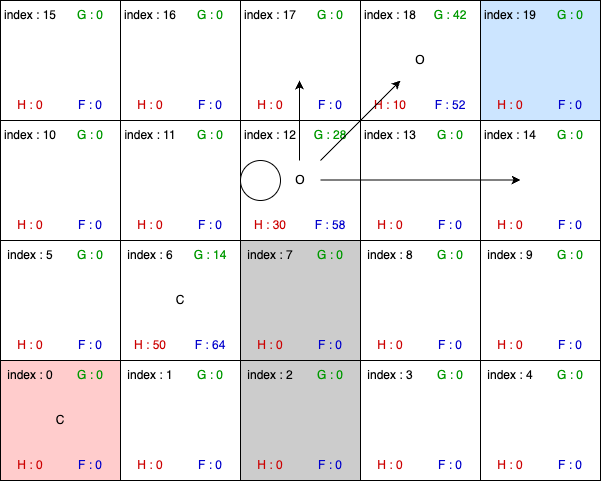 index : 15 G : 0 index : 16 G : 0 index : 17 G : 0 index : 18 G : 42 index : 19 G : 0
O
H : 0 F : 0 H : 0 F : 0 H : 0 F : 0 H : 10 F : 52 H : 0 F : 0
index : 10 G : 0 index : 11 G : 0 index : 12 G : 28 index : 13 G : 0 index : 14 G : 0
O
H : 0 F : 0 H : 0 F : 0 H : 30 F : 58 H : 0 F : 0 H : 0 F : 0
index : 5 G : 0 index : 6 G : 14 index : 7 G : 0 index : 8 G : 0 index : 9 G : 0
C
H : 0 F : 0 H : 50 F : 64 H : 0 F : 0 H : 0 F : 0 H : 0 F : 0
index : 0 G : 0 index : 1 G : 0 index : 2 G : 0 index : 3 G : 0 index : 4 G : 0
C
H : 0 F : 0 H : 0 F : 0 H : 0 F : 0 H : 0 F : 0 H : 0 F : 0